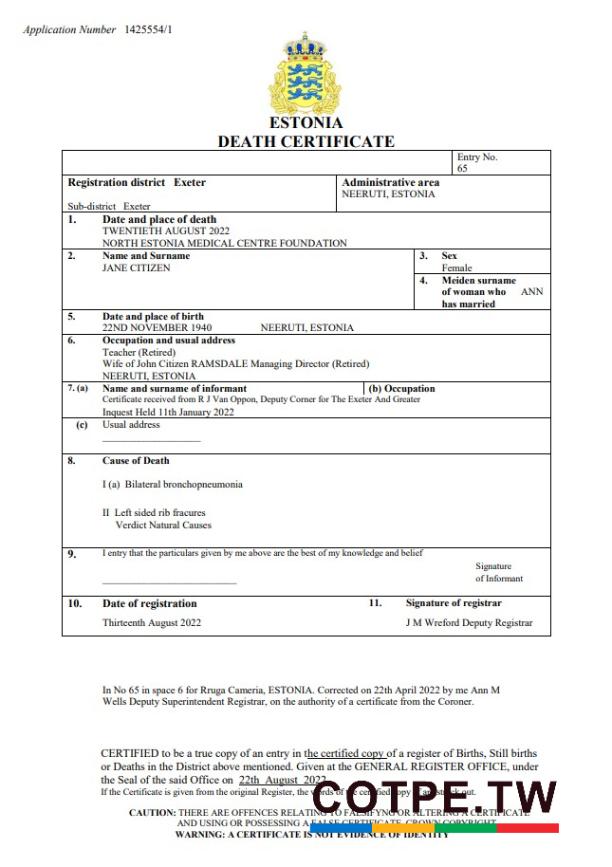 Application Number 1425554/1
ESTONIA
DEATH CERTIFICATE
Entry No.
65
Registration district Exeter
Sub-district Exeter
Administrative area
NEERUTI, ESTONIA
1. Date and place of death
TWENTIETH AUGUST 2022
NORTH ESTONIA MEDICAL CENTRE FOUNDATION
2. Name and Surname
JANE CITIZEN
3. Sex
Female
4. Meiden surname
of woman who ANN
has married
5. Date and place of birth
22ND NOVEMBER 1940 NEERUTI, ESTONIA
6. Occupation and usual address
Teacher (Retired)
Wife of John Citizen RAMSDALE Managing Director (Retired)
NEERUTI, ESTONIA
7. (a) Name and surname of informant (b) Occupation
Certificate received from R J Van Oppon, Deputy Corner for The Exeter And Greater
Inquest Held 11th January 2022
(c) Usual address
8. Cause of Death
I (a) Bilateral bronchopneumonia
II Left sided rib fracures
Verdict Natural Causes
9. I entry that the particulars given by me above are the best of my knowledge and belief
Signature
of Informant
10. Date of registration 11. Signature of registrar
Thirteenth August 2022 J M Wreford Deputy Registrar
In No 65 in space 6 for Rruga Cameria, ESTONIA. Corrected on 22th April 2022 by me Ann M
Wells Deputy Superintendent Registrar, on the authority of a certificate from the Coroner.
CERTIFIED to be a true copy of an entry in the certified copy of a register of Births, Still births
or Deaths in the District above mentioned. Given at the GENERAL REGISTER OFFICE, under
the Seal of the said Office on 22th August 2022
If the Certificate is given from the original Register, the words of the certified copy are struck out.
COTPE.TW
CAUTION: THERE ARE OFFENCES RELATING TO FALSIFYNG OR ALTERING A CERTIFICATE
AND USING OR POSSESSING A FALSE CERTIFICATE. CROWN COPYRIGHT
WARNING: A CERTIFICATE IS NOT EVIDENCE OF IDENTITY